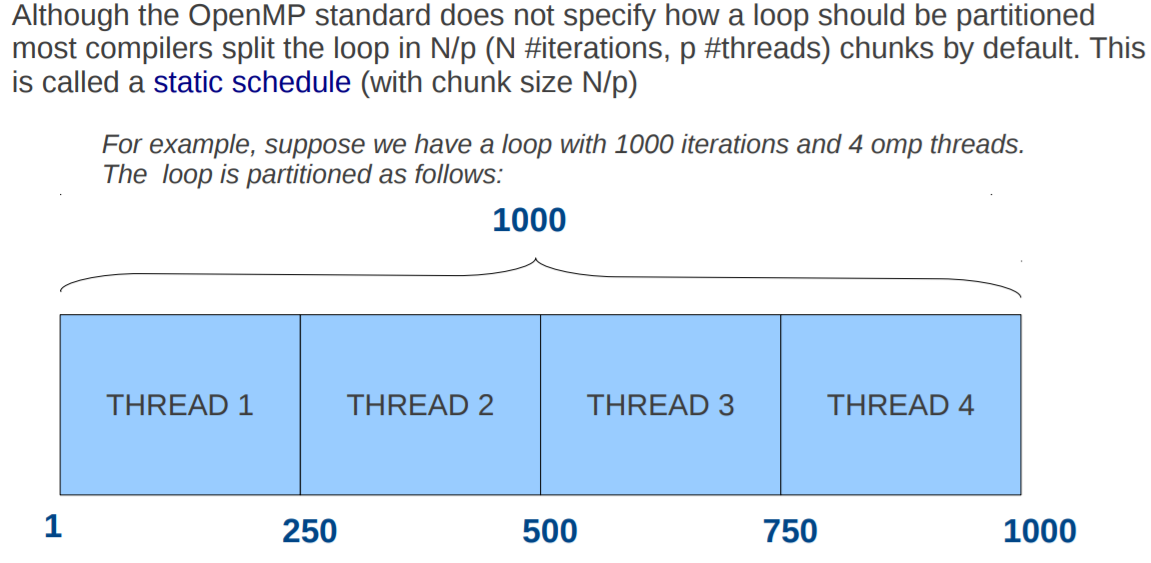 Although the OpenMP standard does not specify how a loop should be partitioned
most compilers split the loop in N/p (N #iterations, p #threads) chunks by default. This
is called a static schedule (with chunk size N/p)
For example, suppose we have a loop with 1000 iterations and 4 omp threads.
The loop is partitioned as follows:
1000
THREAD 1 THREAD 2 THREAD 3 THREAD 4
1 250 500 750 1000